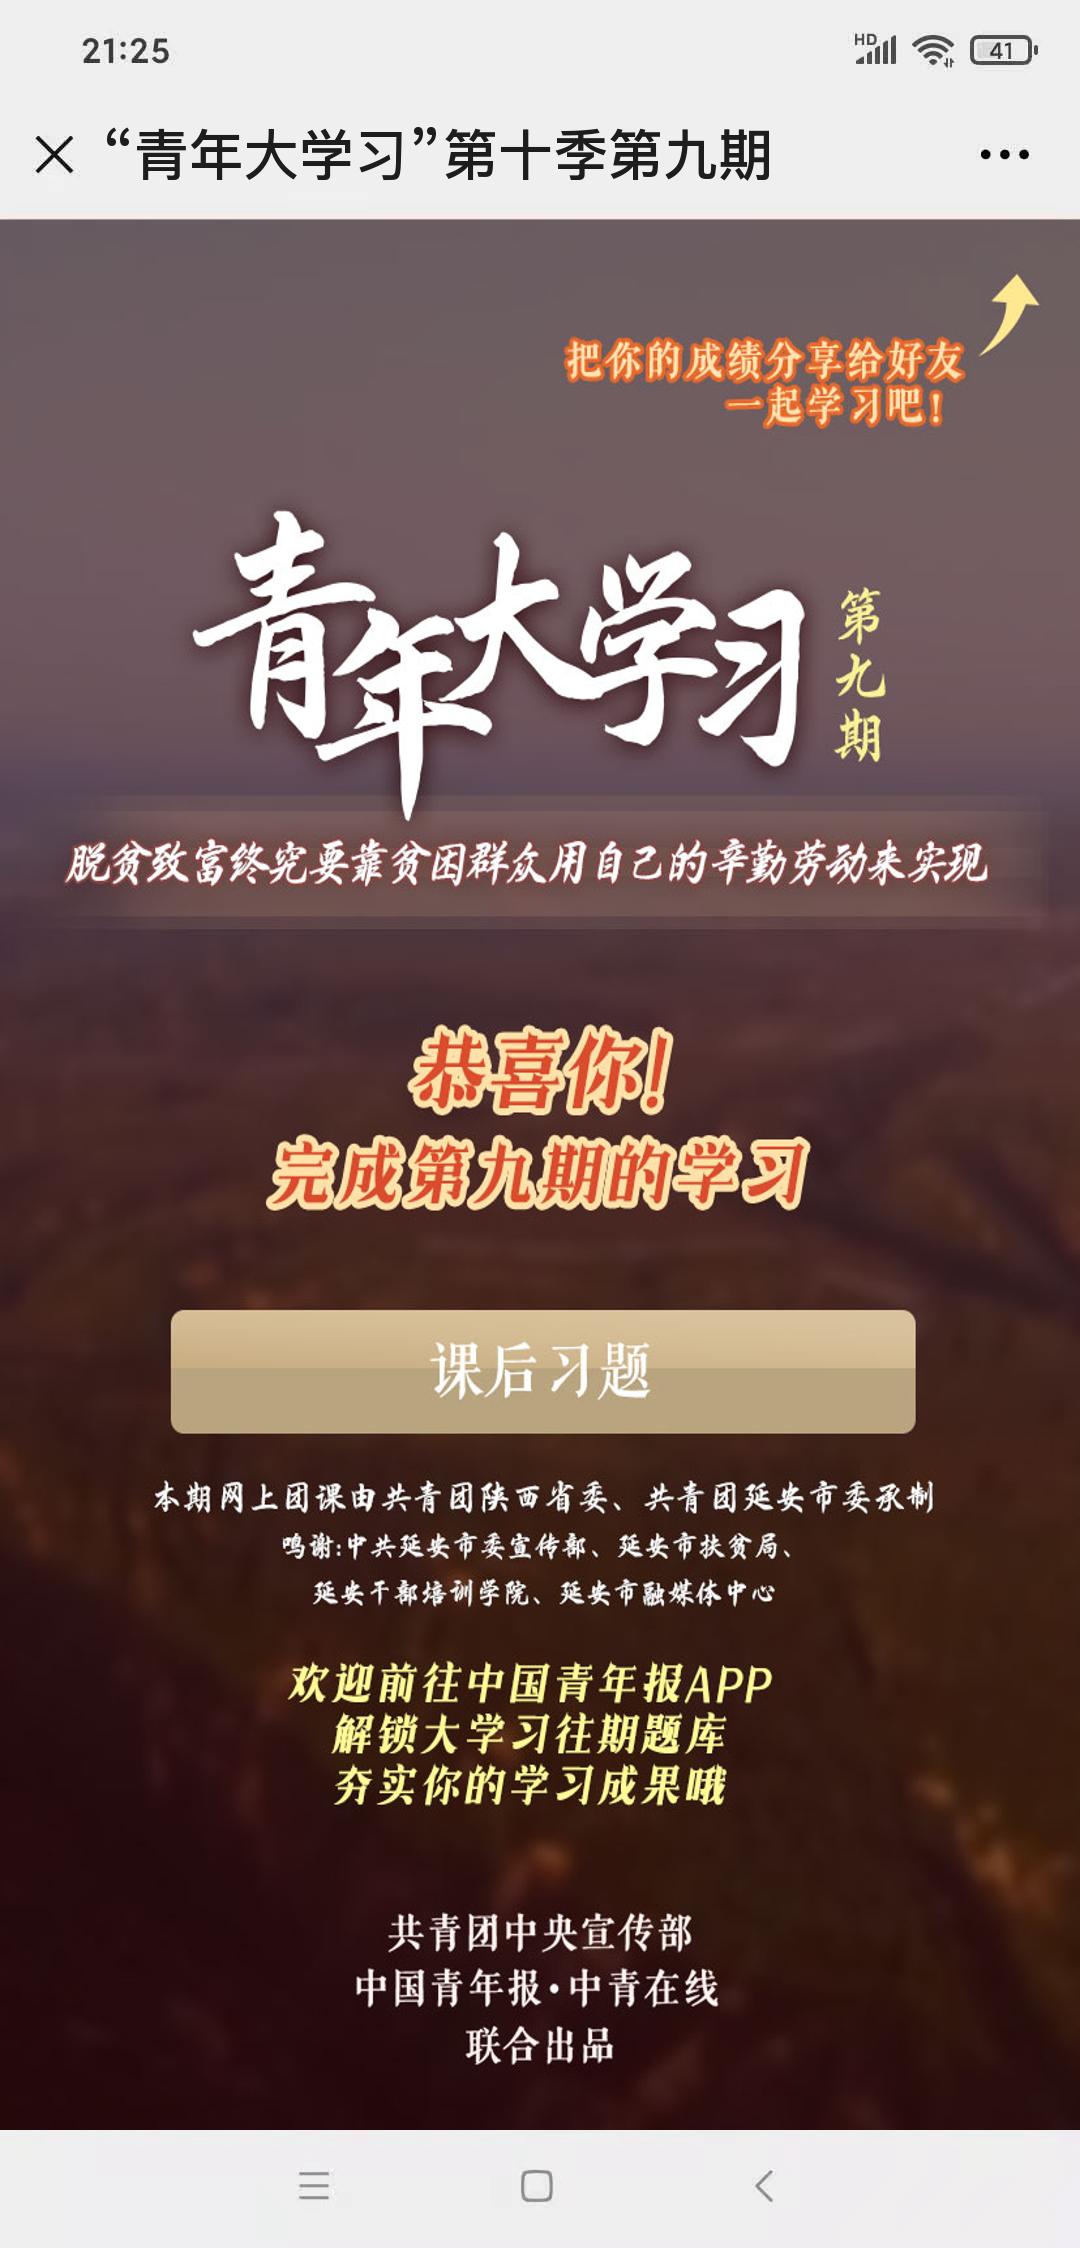 21:25
HD
41
“青年大学习”第十季第九期
把你的成绩分享给好友
一起学习吧！
青年大学习
第九期
脱贫致富终究要靠贫困群众用自己的辛勤劳动来实现
恭喜你！
完成第九期的学习
课后习题
本期网上团课由共青团陕西省委、共青团延安市委承制
鸣谢:中共延安市委宣传部、延安市扶贫局、
延安干部培训学院、延安市融媒体中心
欢迎前往中国青年报APP
解锁大学习往期题库
夯实你的学习成果哦
共青团中央宣传部
中国青年报·中青在线
联合出品